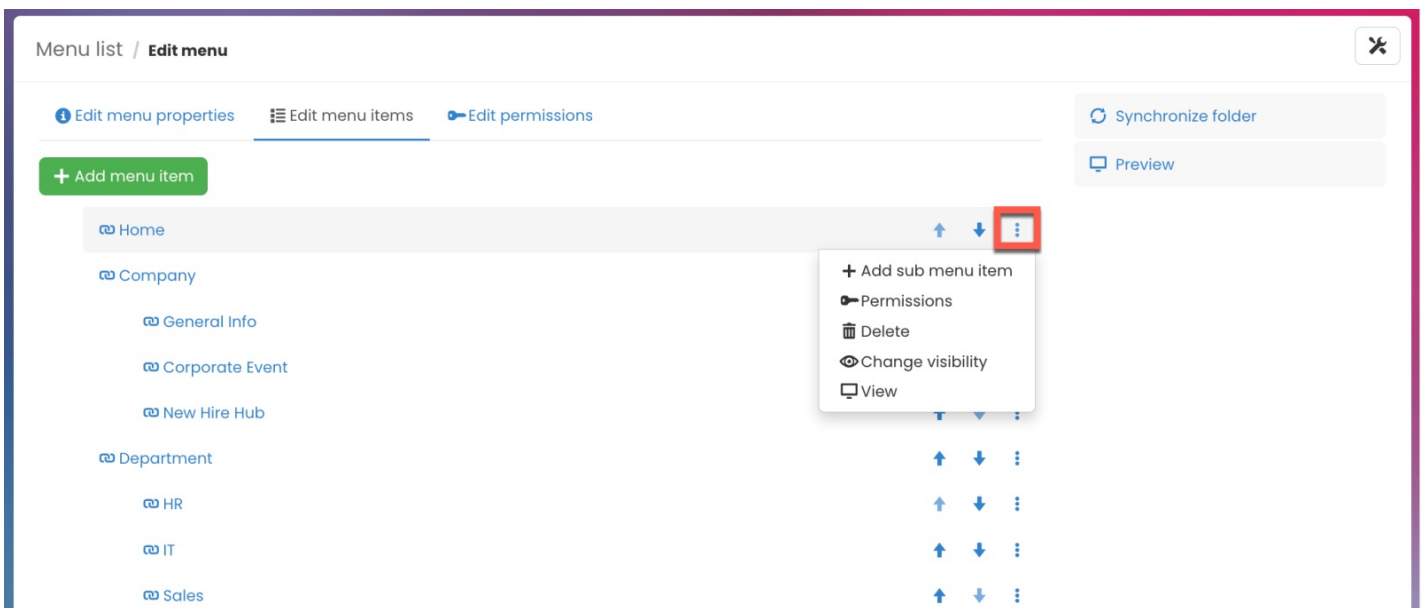 Menu list / Edit menu
Edit menu properties Edit menu items Edit permissions
Synchronize folder
Add menu item
Preview
Home
Company
Add sub menu item
Permissions
General Info
Delete
Corporate Event
Change visibility
View
New Hire Hub
Department
HR
IT
Sales